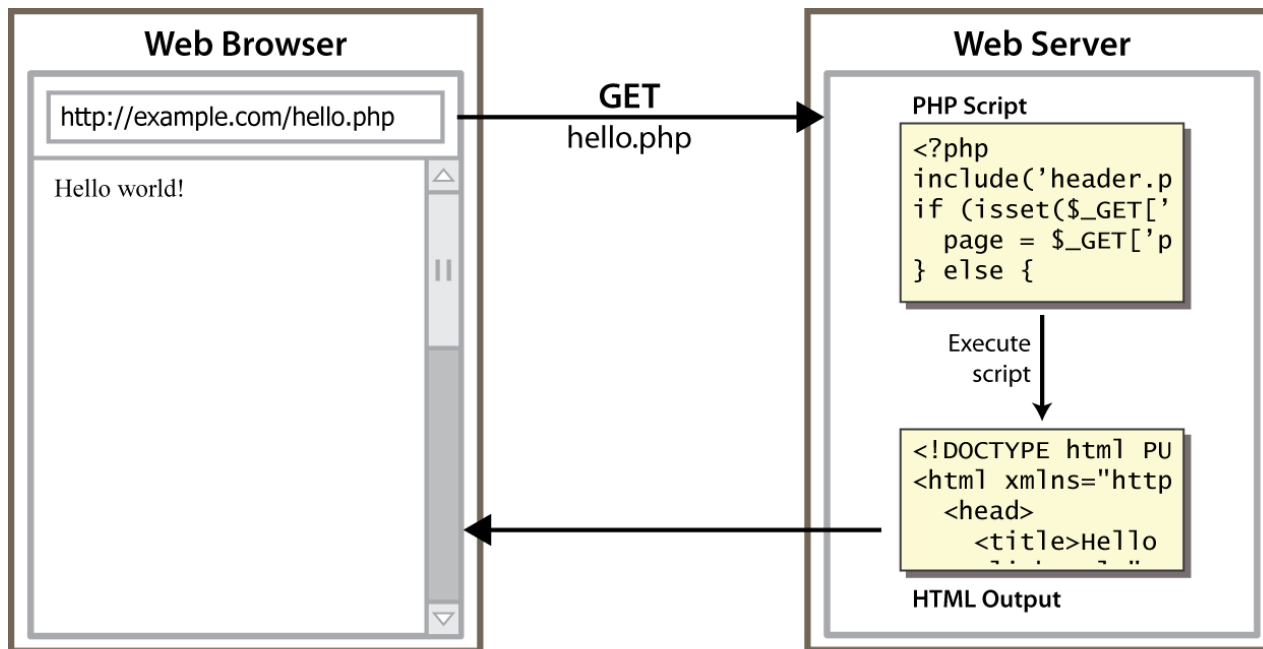 Web Browser
http://example.com/hello.php
Hello world!
GET
hello.php
Web Server
PHP Script
<?php
include('header.p
if (isset($_GET['
  page = $_GET['p
} else {
Execute
script
<!DOCTYPE html PU
<html xmlns="http
  <head>
    <title>Hello
HTML Output